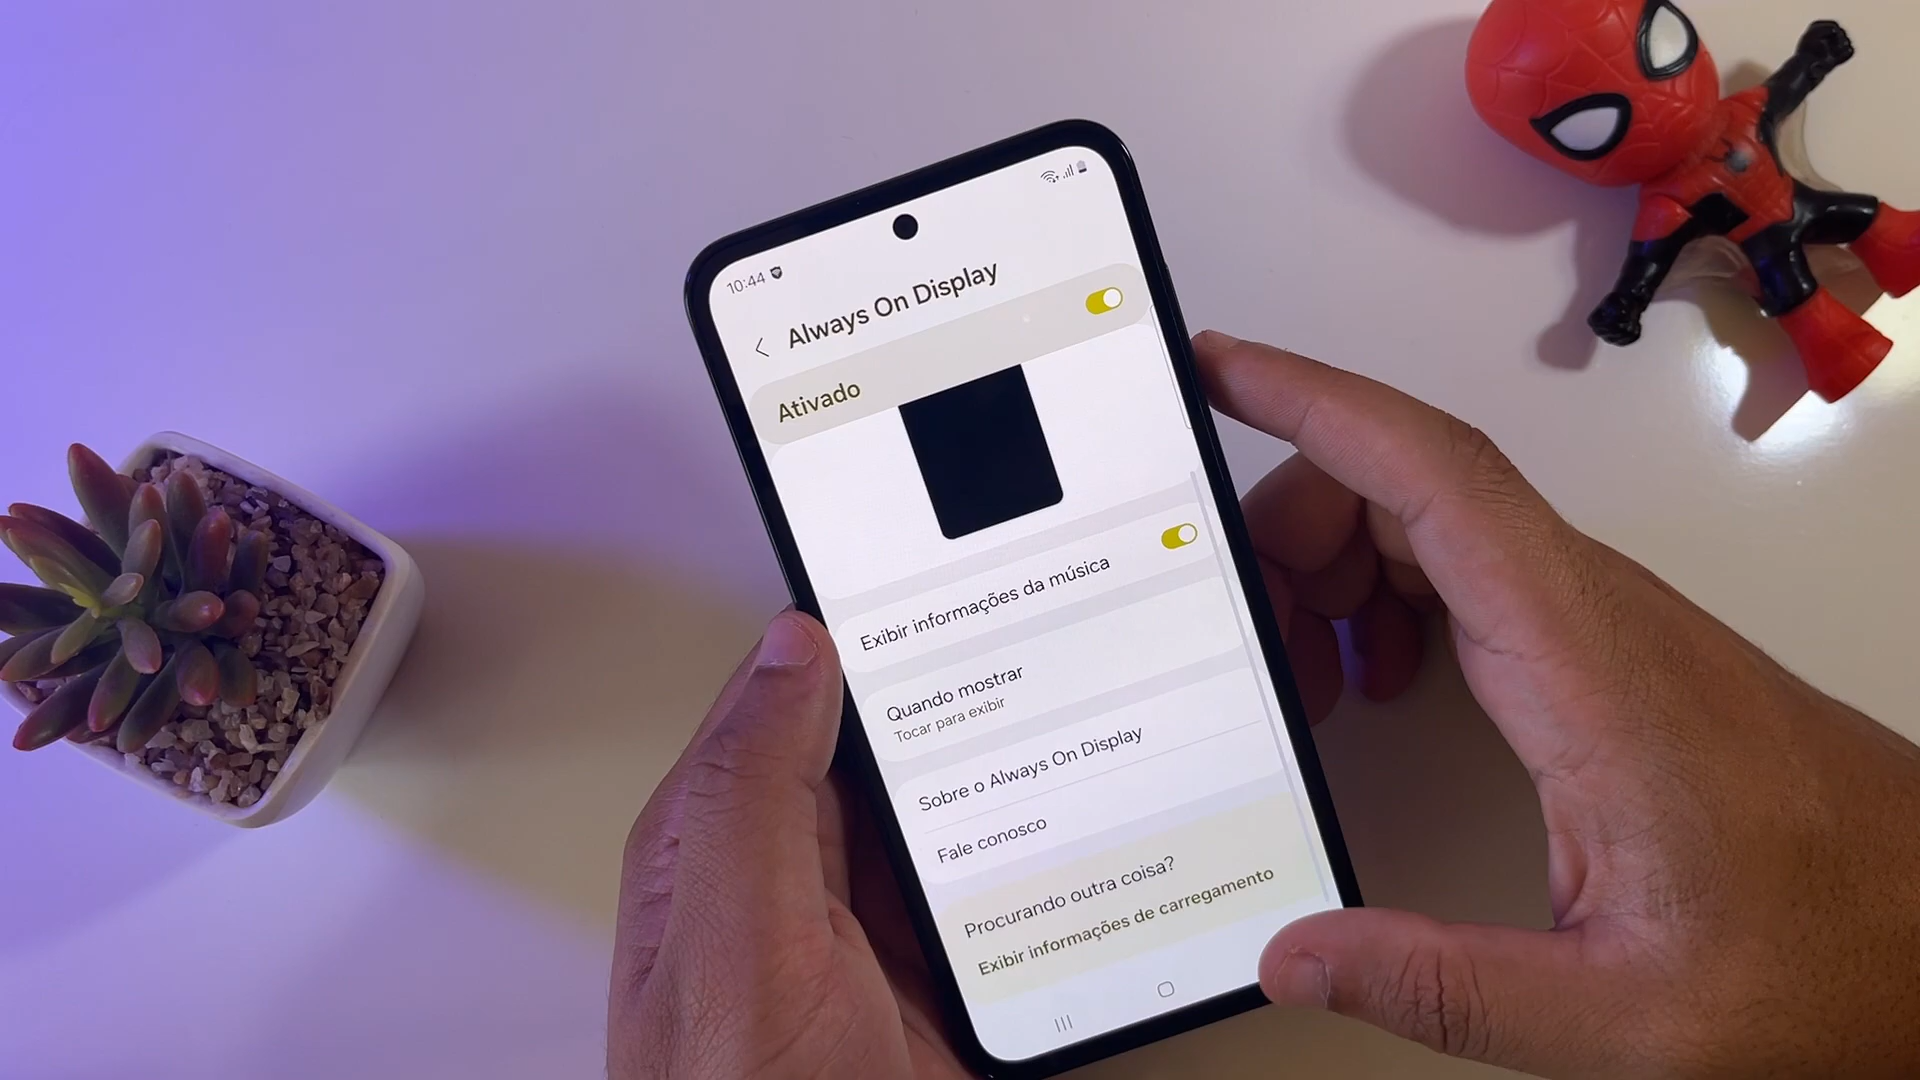 10:44
Always On Display
Ativado
Exibir informações da música
Quando mostrar
Tocar para exibir
Sobre o Always On Display
Fale conosco
Procurando outra coisa?
Exibir informações de carregamento